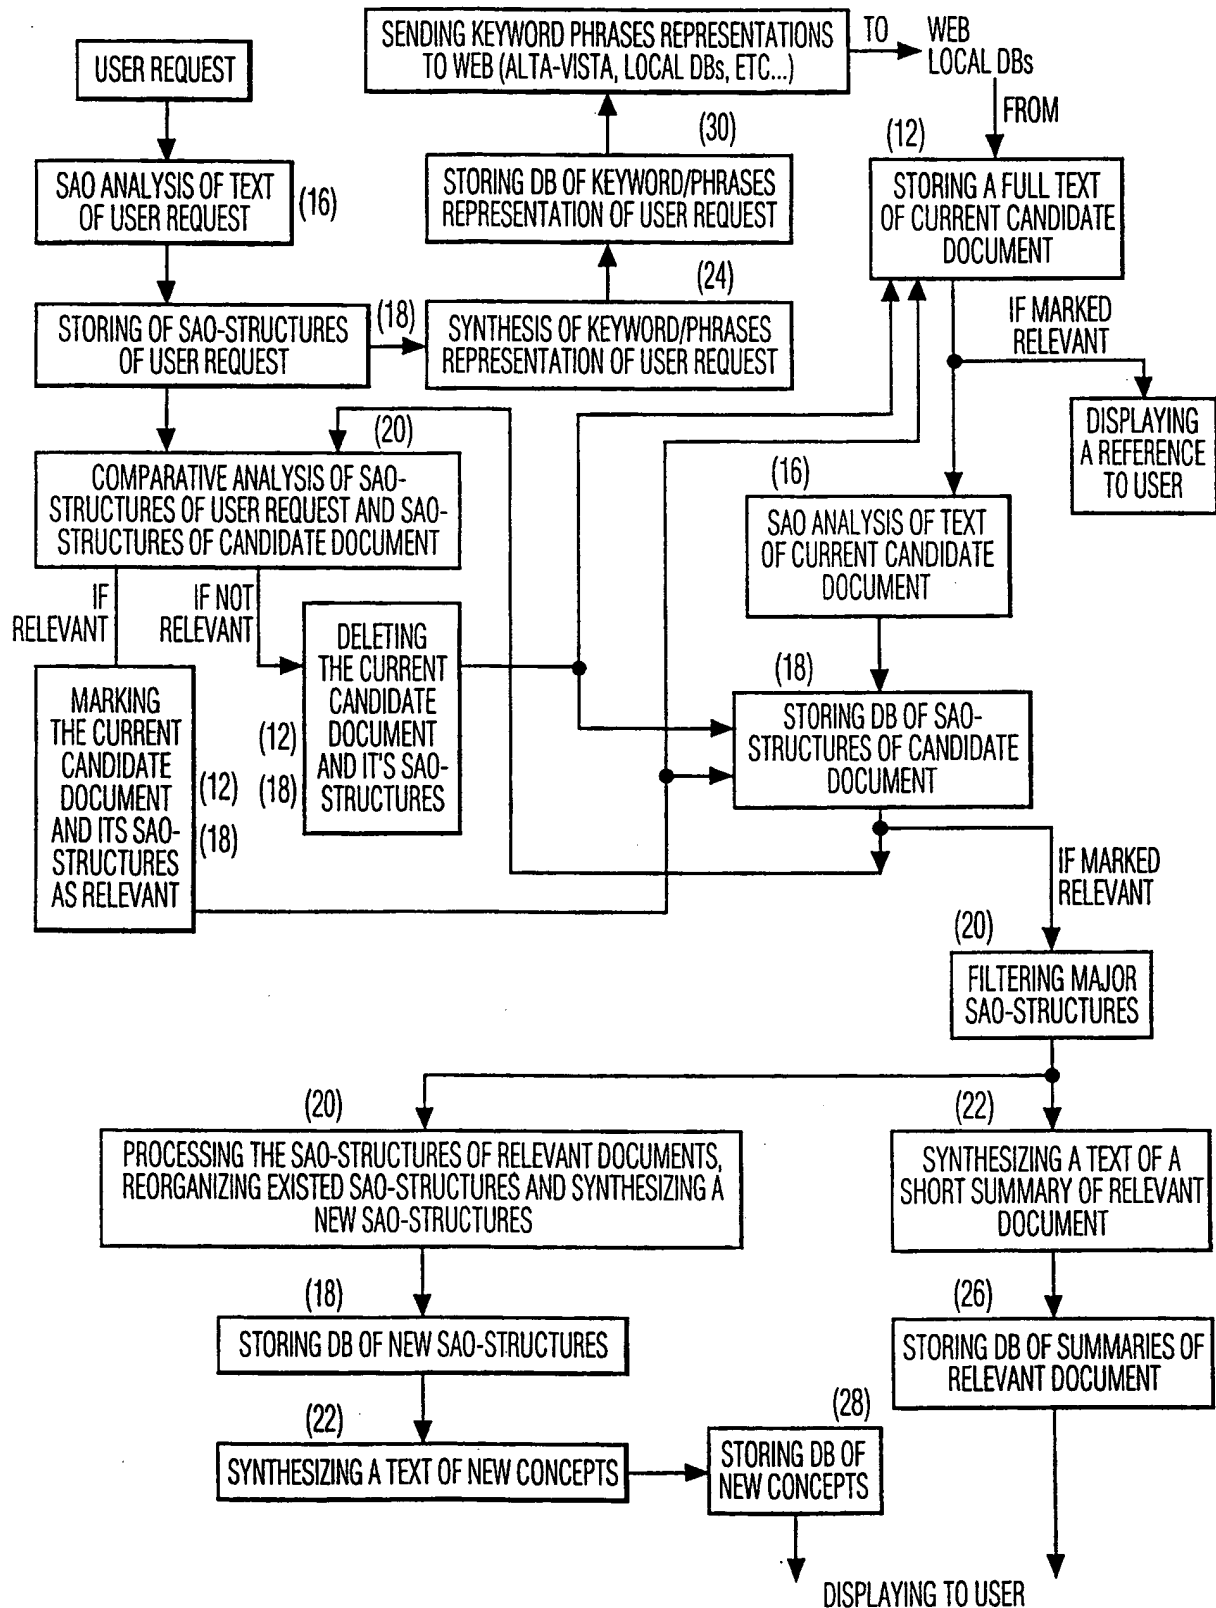 SENDING KEYWORD PHRASES REPRESENTATIONS
TO WEB (ALTA-VISTA, LOCAL DBs, ETC...)
TO
WEB
LOCAL DBs
FROM
USER REQUEST
SAO ANALYSIS OF TEXT
OF USER REQUEST
(16)
(30)
STORING DB OF KEYWORD/PHRASES
REPRESENTATION OF USER REQUEST
(12)
STORING A FULL TEXT
OF CURRENT CANDIDATE
DOCUMENT
STORING OF SAO-STRUCTURES
OF USER REQUEST
(18)
(24)
SYNTHESIS OF KEYWORD/PHRASES
REPRESENTATION OF USER REQUEST
IF MARKED
RELEVANT
DISPLAYING
A REFERENCE
TO USER
(20)
COMPARATIVE ANALYSIS OF SAO-
STRUCTURES OF USER REQUEST AND SAO-
STRUCTURES OF CANDIDATE DOCUMENT
(16)
SAO ANALYSIS OF TEXT
OF CURRENT CANDIDATE
DOCUMENT
IF
RELEVANT
IF NOT
RELEVANT
DELETING
THE CURRENT
CANDIDATE
DOCUMENT
AND IT'S SAO-
STRUCTURES
(12)
(18)
MARKING
THE CURRENT
CANDIDATE
DOCUMENT
AND ITS SAO-
STRUCTURES
AS RELEVANT
(12)
(18)
(18)
STORING DB OF SAO-
STRUCTURES OF CANDIDATE
DOCUMENT
IF MARKED
RELEVANT
(20)
FILTERING MAJOR
SAO-STRUCTURES
(20)
PROCESSING THE SAO-STRUCTURES OF RELEVANT DOCUMENTS,
REORGANIZING EXISTED SAO-STRUCTURES AND SYNTHESIZING A
NEW SAO-STRUCTURES
(22)
SYNTHESIZING A TEXT OF A
SHORT SUMMARY OF RELEVANT
DOCUMENT
(18)
STORING DB OF NEW SAO-STRUCTURES
(26)
STORING DB OF SUMMARIES OF
RELEVANT DOCUMENT
(22)
SYNTHESIZING A TEXT OF NEW CONCEPTS
(28)
STORING DB OF
NEW CONCEPTS
DISPLAYING TO USER